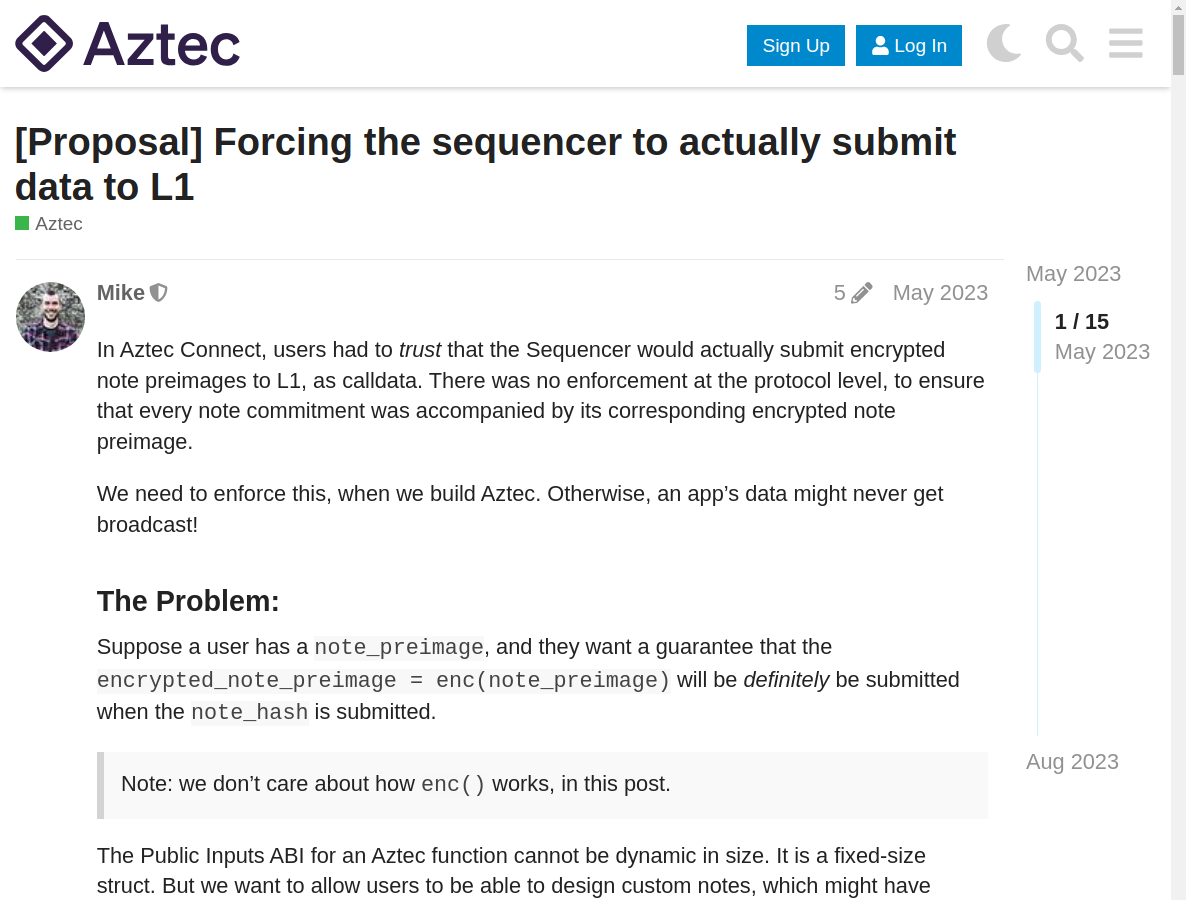 Aztec
Sign Up
Log In
[Proposal] Forcing the sequencer to actually submit
data to L1
Aztec
Mike
5
May 2023
In Aztec Connect, users had to trust that the Sequencer would actually submit encrypted
note preimages to L1, as calldata. There was no enforcement at the protocol level, to ensure
that every note commitment was accompanied by its corresponding encrypted note
preimage.
We need to enforce this, when we build Aztec. Otherwise, an app’s data might never get
broadcast!
The Problem:
Suppose a user has a note_preimage, and they want a guarantee that the
encrypted_note_preimage = enc(note_preimage) will be definitely be submitted
when the note_hash is submitted.
Note: we don’t care about how enc() works, in this post.
The Public Inputs ABI for an Aztec function cannot be dynamic in size. It is a fixed-size
struct. But we want to allow users to be able to design custom notes, which might have
May 2023
1 / 15
May 2023
Aug 2023